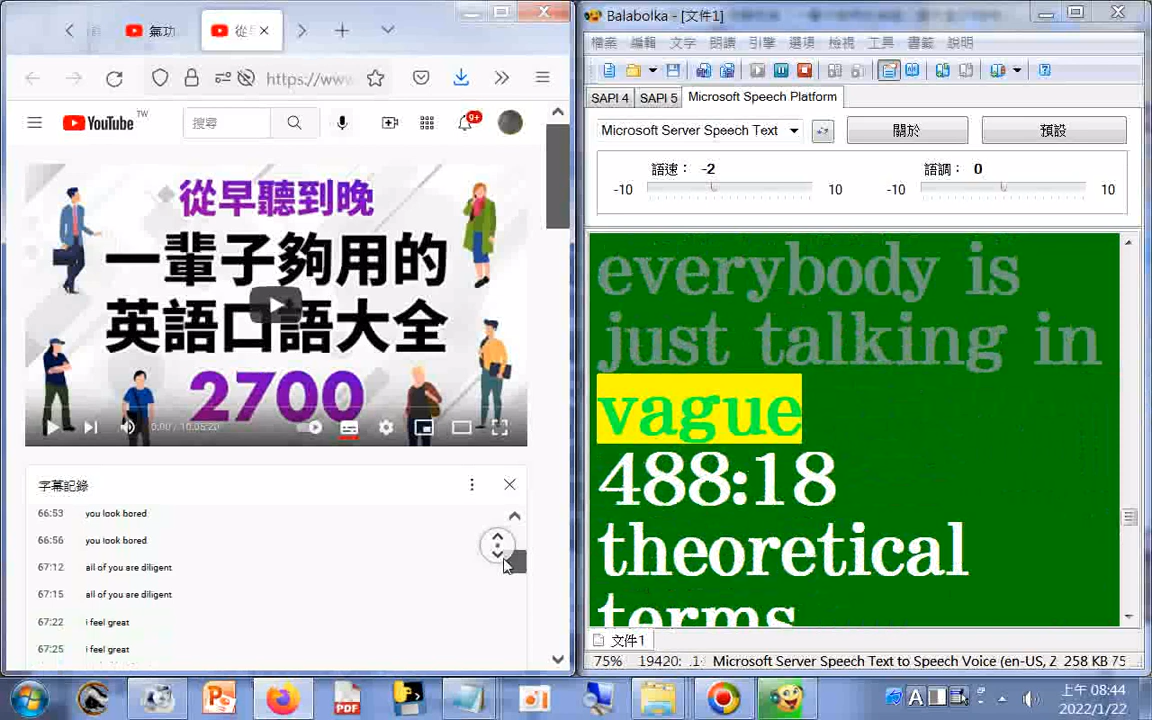 無功
從
https://www
YouTube TW
搜尋
9+
從早聽到晚
一輩子夠用的
英語口語大全
2700
0:00 / 10:05:20
字幕記錄
66:53 you look bored
66:56 you look bored
67:12 all of you are diligent
67:15 all of you are diligent
67:22 i feel great
67:25 i feel great
Balabolka - [文件1]
檔案 編輯 文字 朗讀 引擎 選項 檢視 工具 書籤 說明
SAPI 4 SAPI 5 Microsoft Speech Platform
Microsoft Server Speech Text 關於 預設
語速： -2 語調： 0
-10 10 -10 10
everybody is
just talking in
vague
488:18
theoretical
terms
文件1
75% 19420: .1· Microsoft Server Speech Text to Speech Voice (en-US, 2 258 KB 75
PDF
A
上午 08:44
2022/1/22